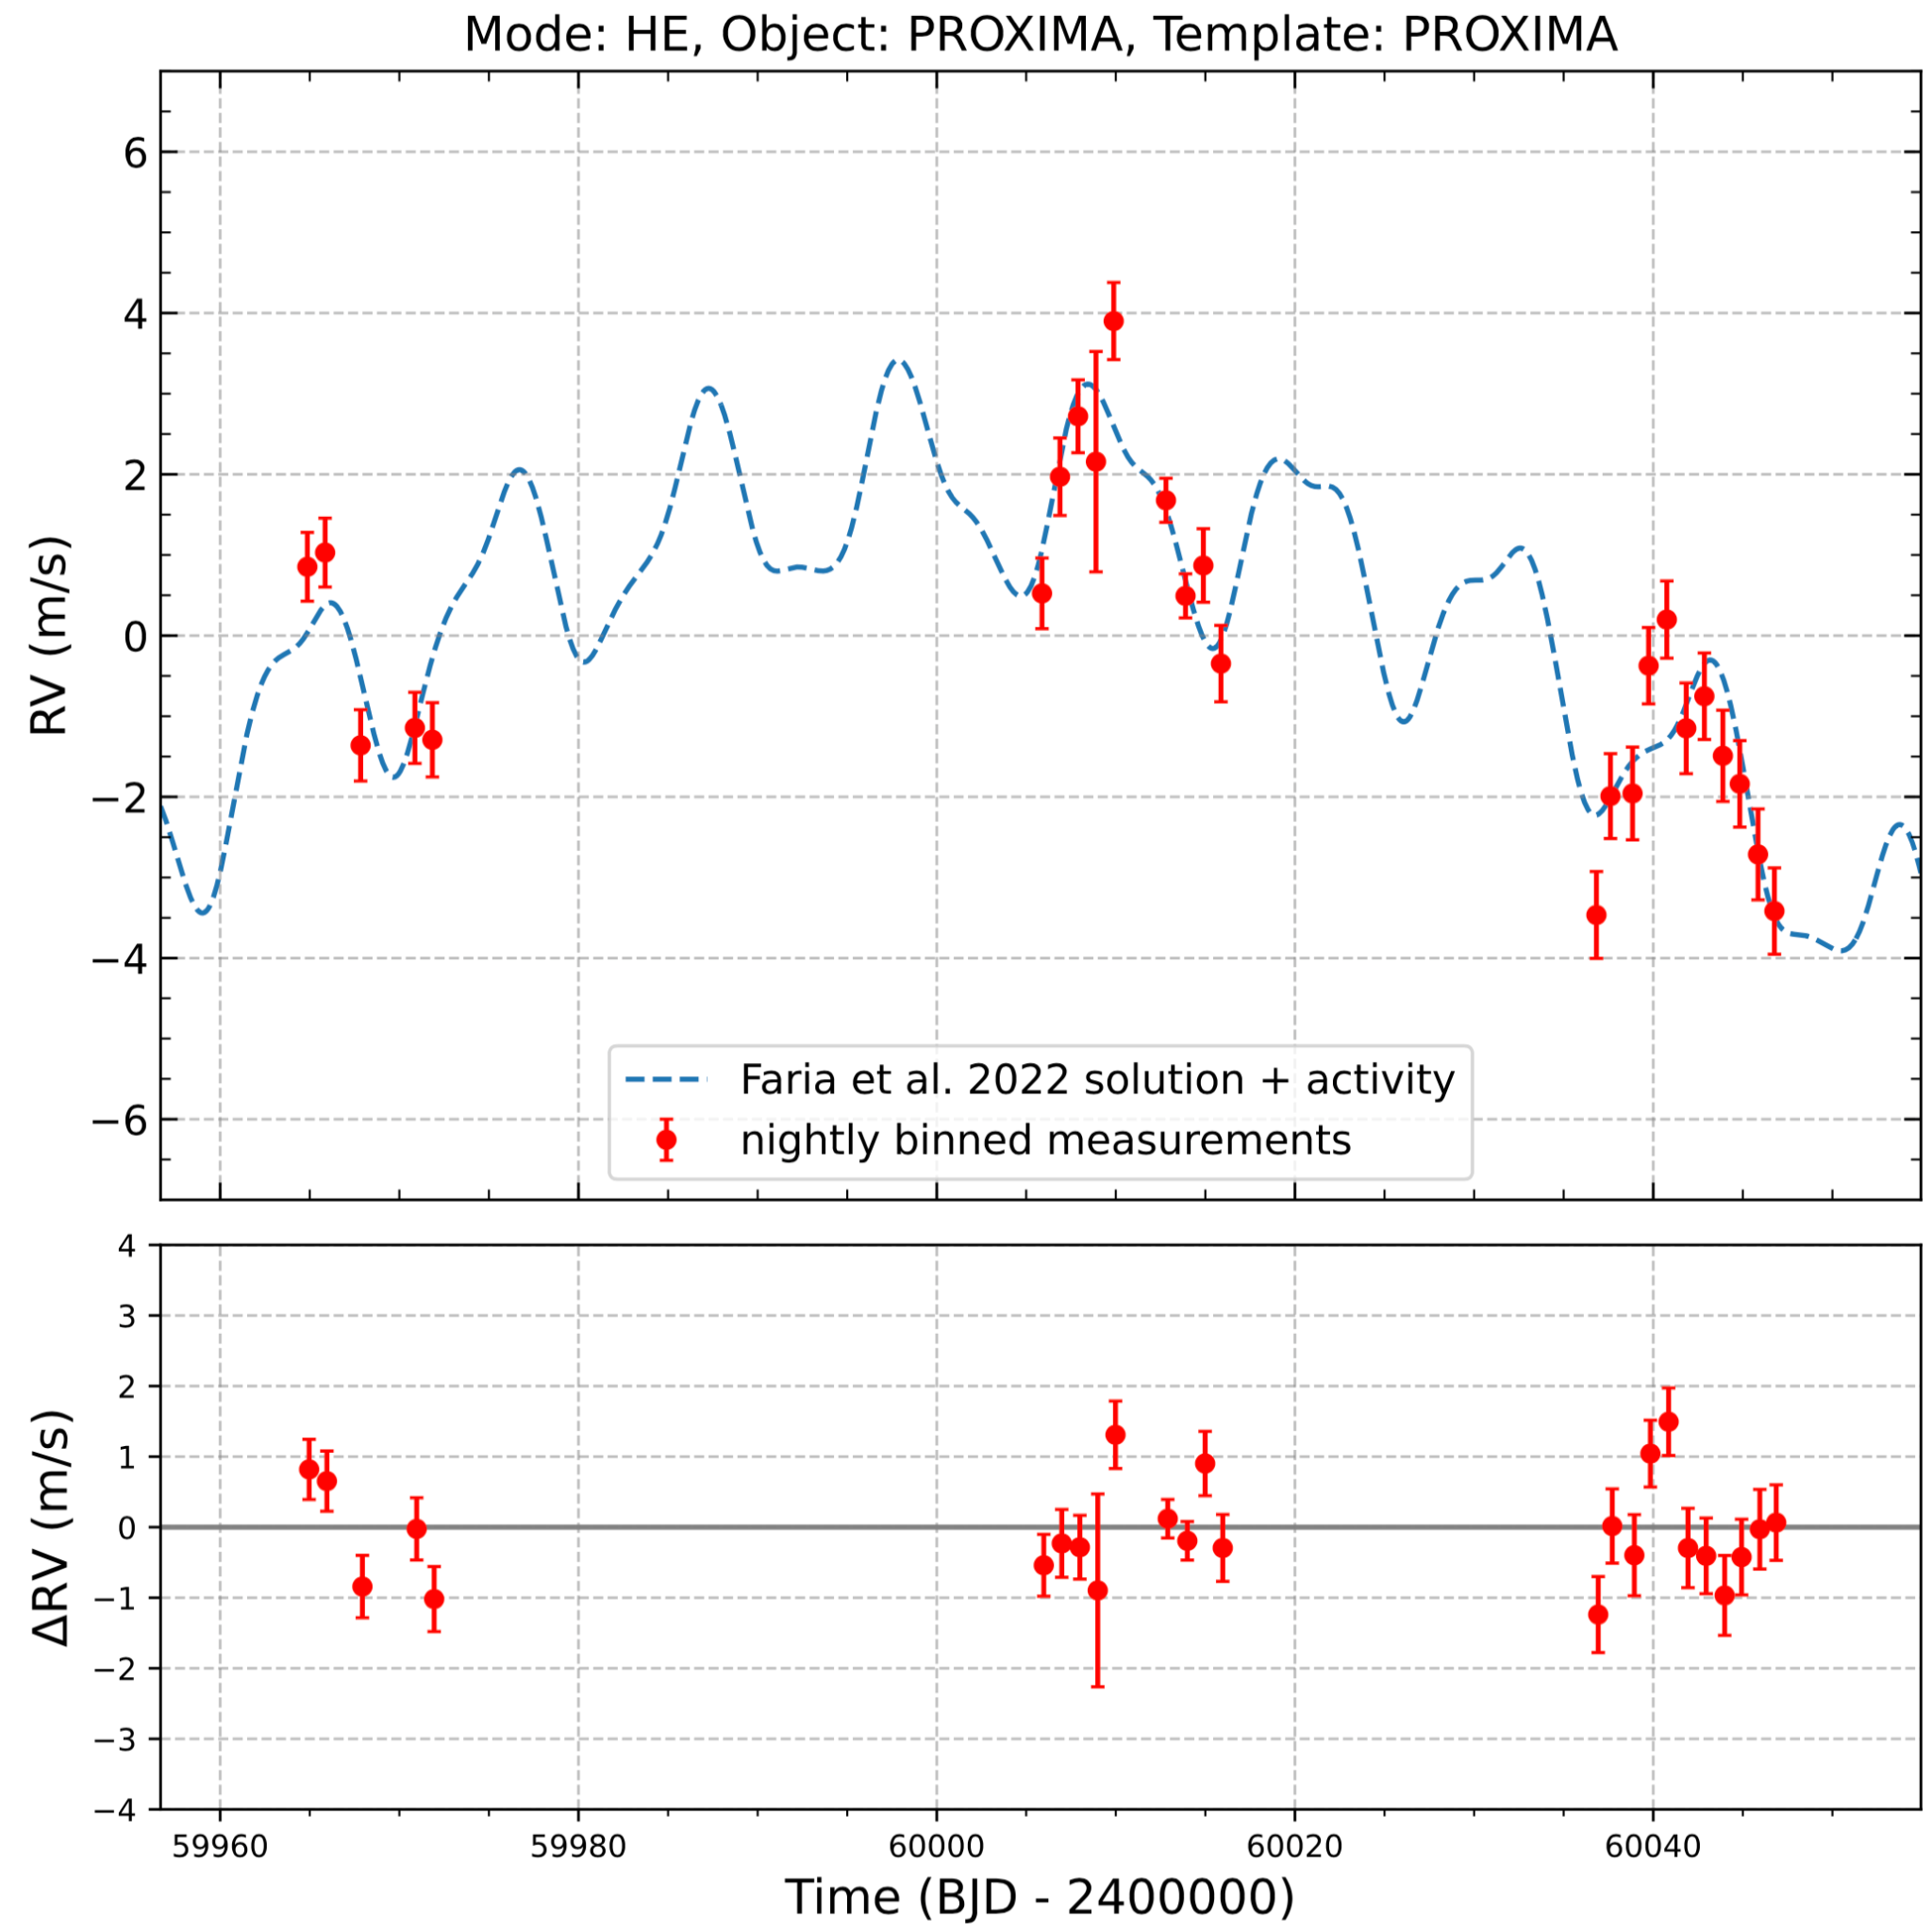 Mode: HE, Object: PROXIMA, Template: PROXIMA
RV (m/s)
6
4
2
0
−2
−4
−6
Faria et al. 2022 solution + activity
nightly binned measurements
ΔRV (m/s)
4
3
2
1
0
−1
−2
−3
−4
59960 59980 60000 60020 60040
Time (BJD - 2400000)